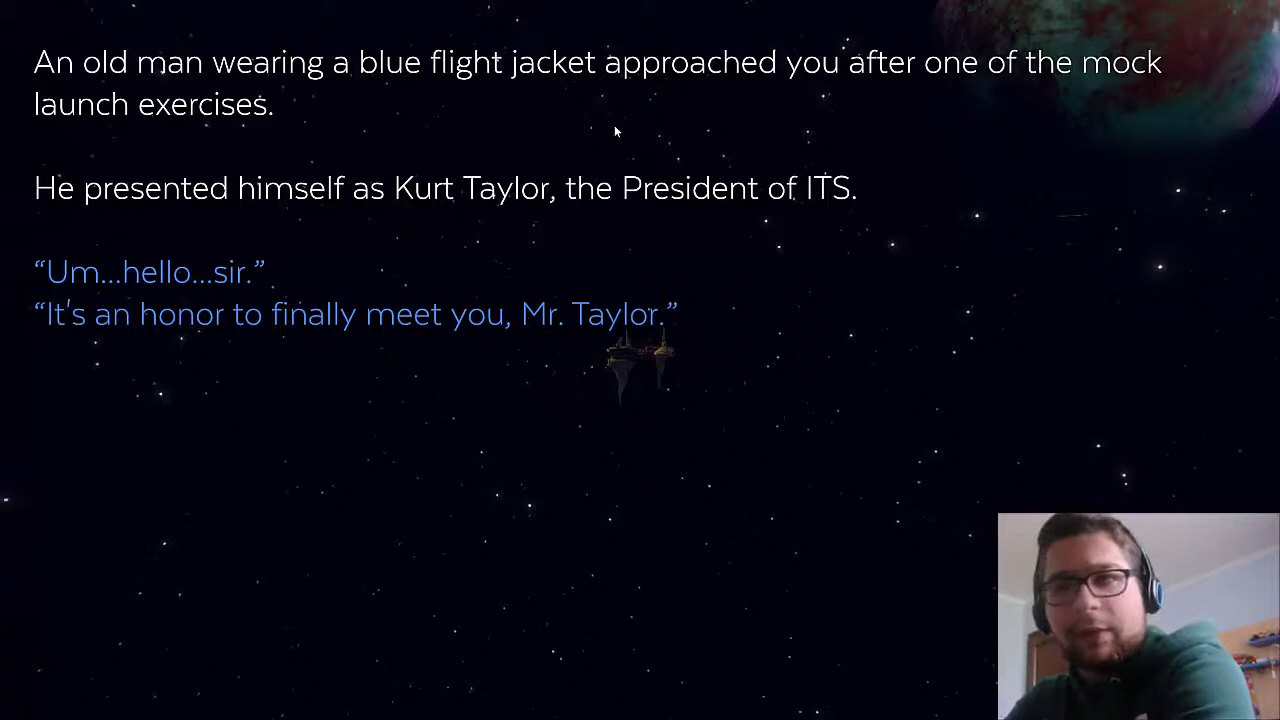 An old man wearing a blue flight jacket approached you after one of the mock
launch exercises.
He presented himself as Kurt Taylor, the President of ITS.
“Um...hello...sir.”
“It's an honor to finally meet you, Mr. Taylor.”